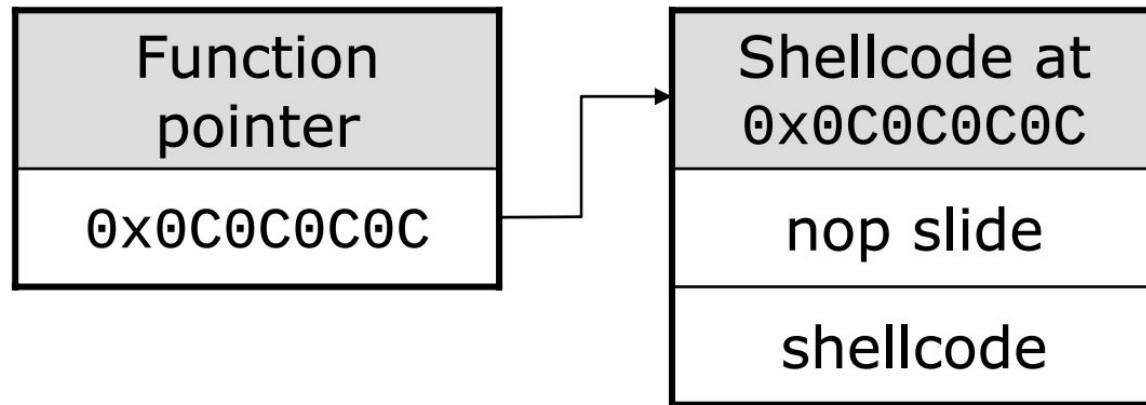 Function
pointer
0x0C0C0C0C
Shellcode at
0x0C0C0C0C
nop slide
shellcode